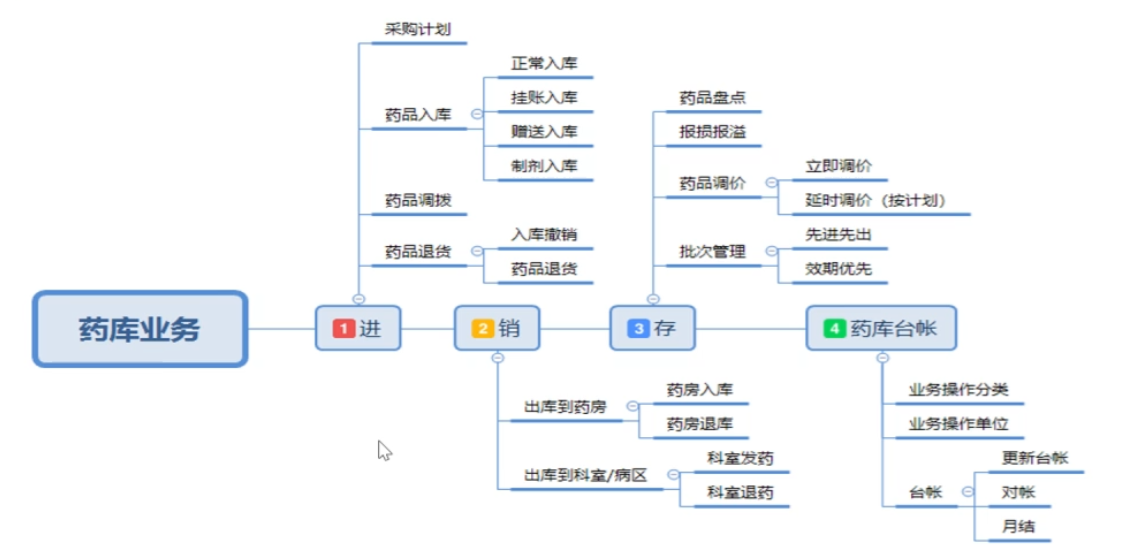 采购计划
药品入库
正常入库
挂账入库
赠送入库
制剂入库
药品调拨
药品退货
入库撤销
药品退货
药品盘点
报损报溢
药品调价
立即调价
延时调价（按计划）
批次管理
先进先出
效期优先
药库业务
1 进
2 销
3 存
4 药库台帐
出库到药房
药房入库
药房退库
出库到科室/病区
科室发药
科室退药
业务操作分类
业务操作单位
台帐
更新台帐
对帐
月结